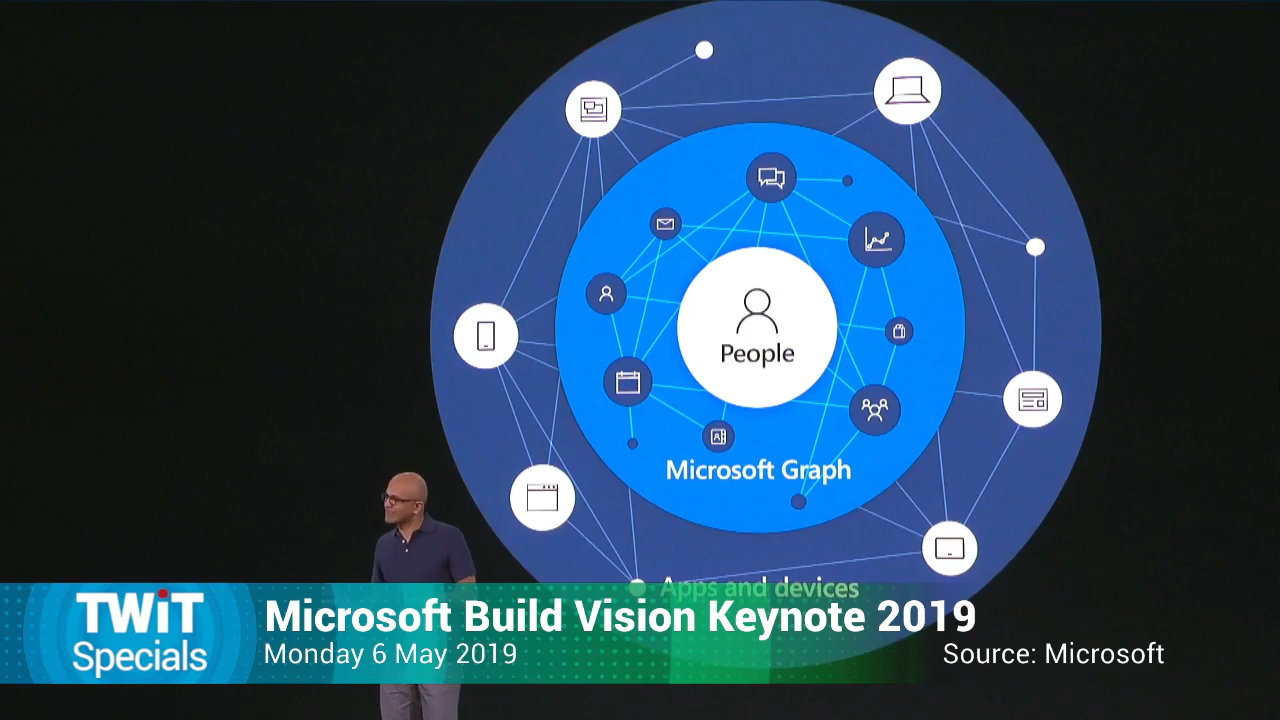 People
Microsoft Graph
Apps and devices
TWiT
Specials
Microsoft Build Vision Keynote 2019
Monday 6 May 2019
Source: Microsoft